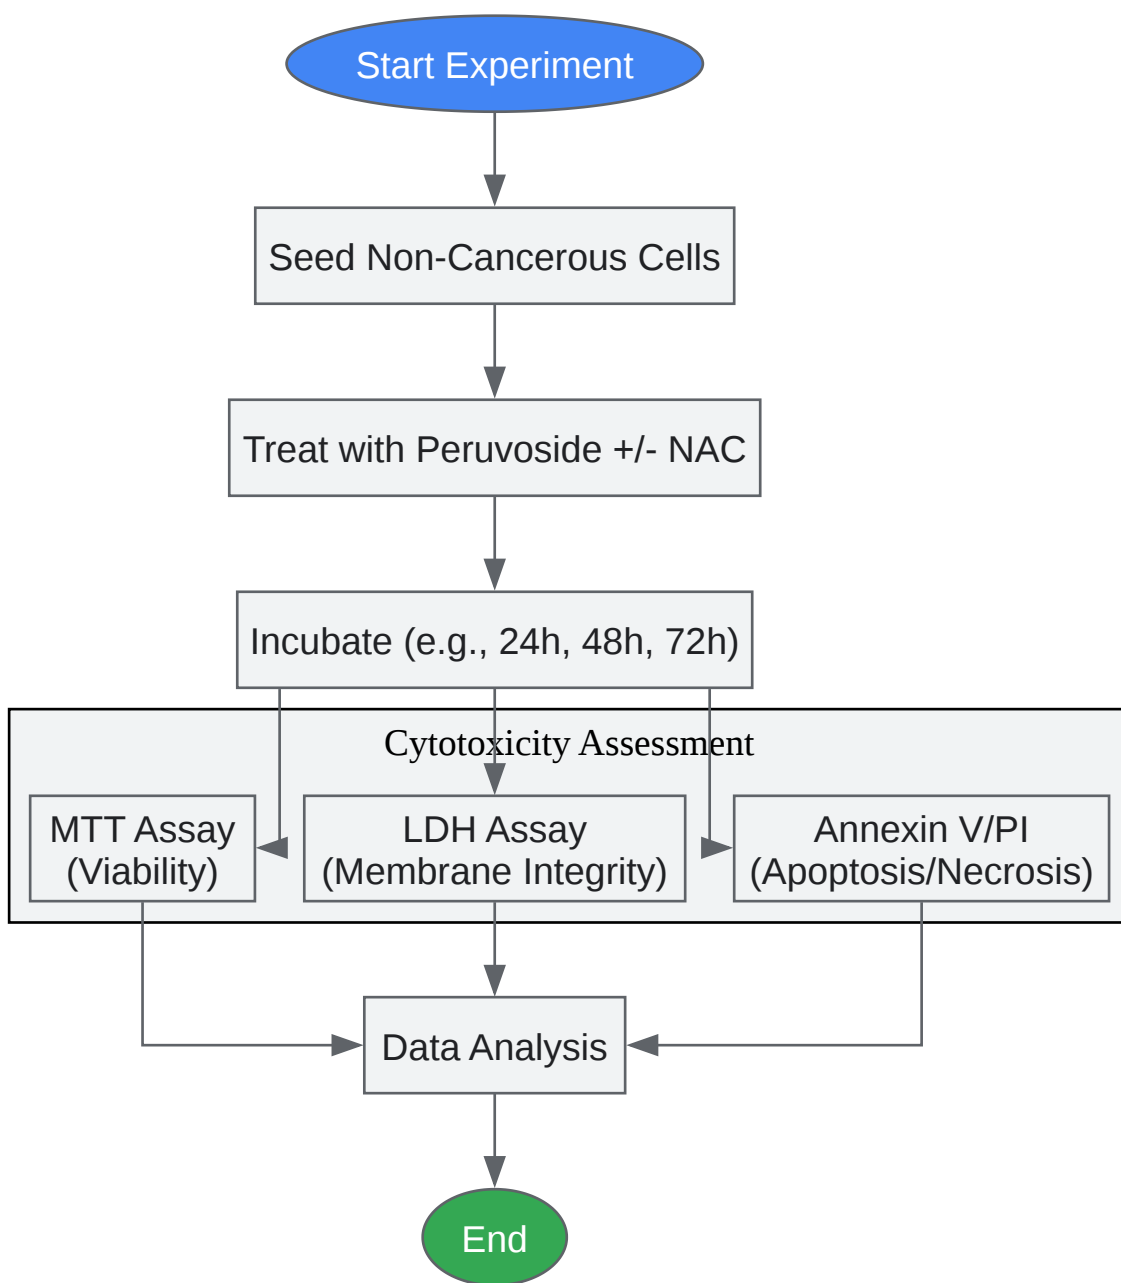 Start Experiment
Seed Non-Cancerous Cells
Treat with Peruvoside +/- NAC
Incubate (e.g., 24h, 48h, 72h)
Cytotoxicity Assessment
MTT Assay
(Viability)
LDH Assay
(Membrane Integrity)
Annexin V/PI
(Apoptosis/Necrosis)
Data Analysis
End